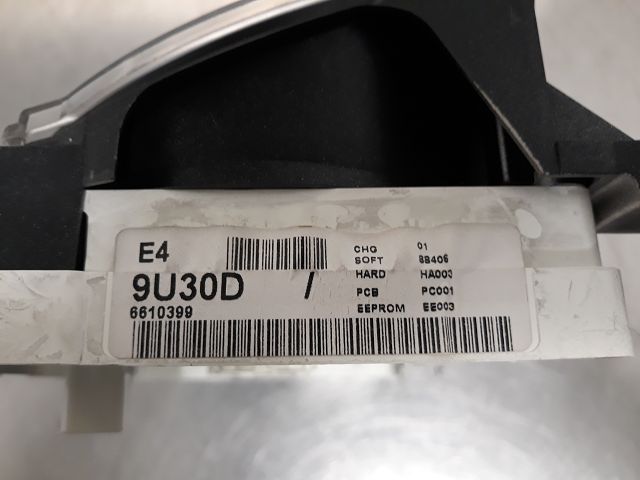 E4
9U30D /
6610399
CHG 01
SOFT 8B406
HARD HA003
PCB PC001
EEPROM EE003